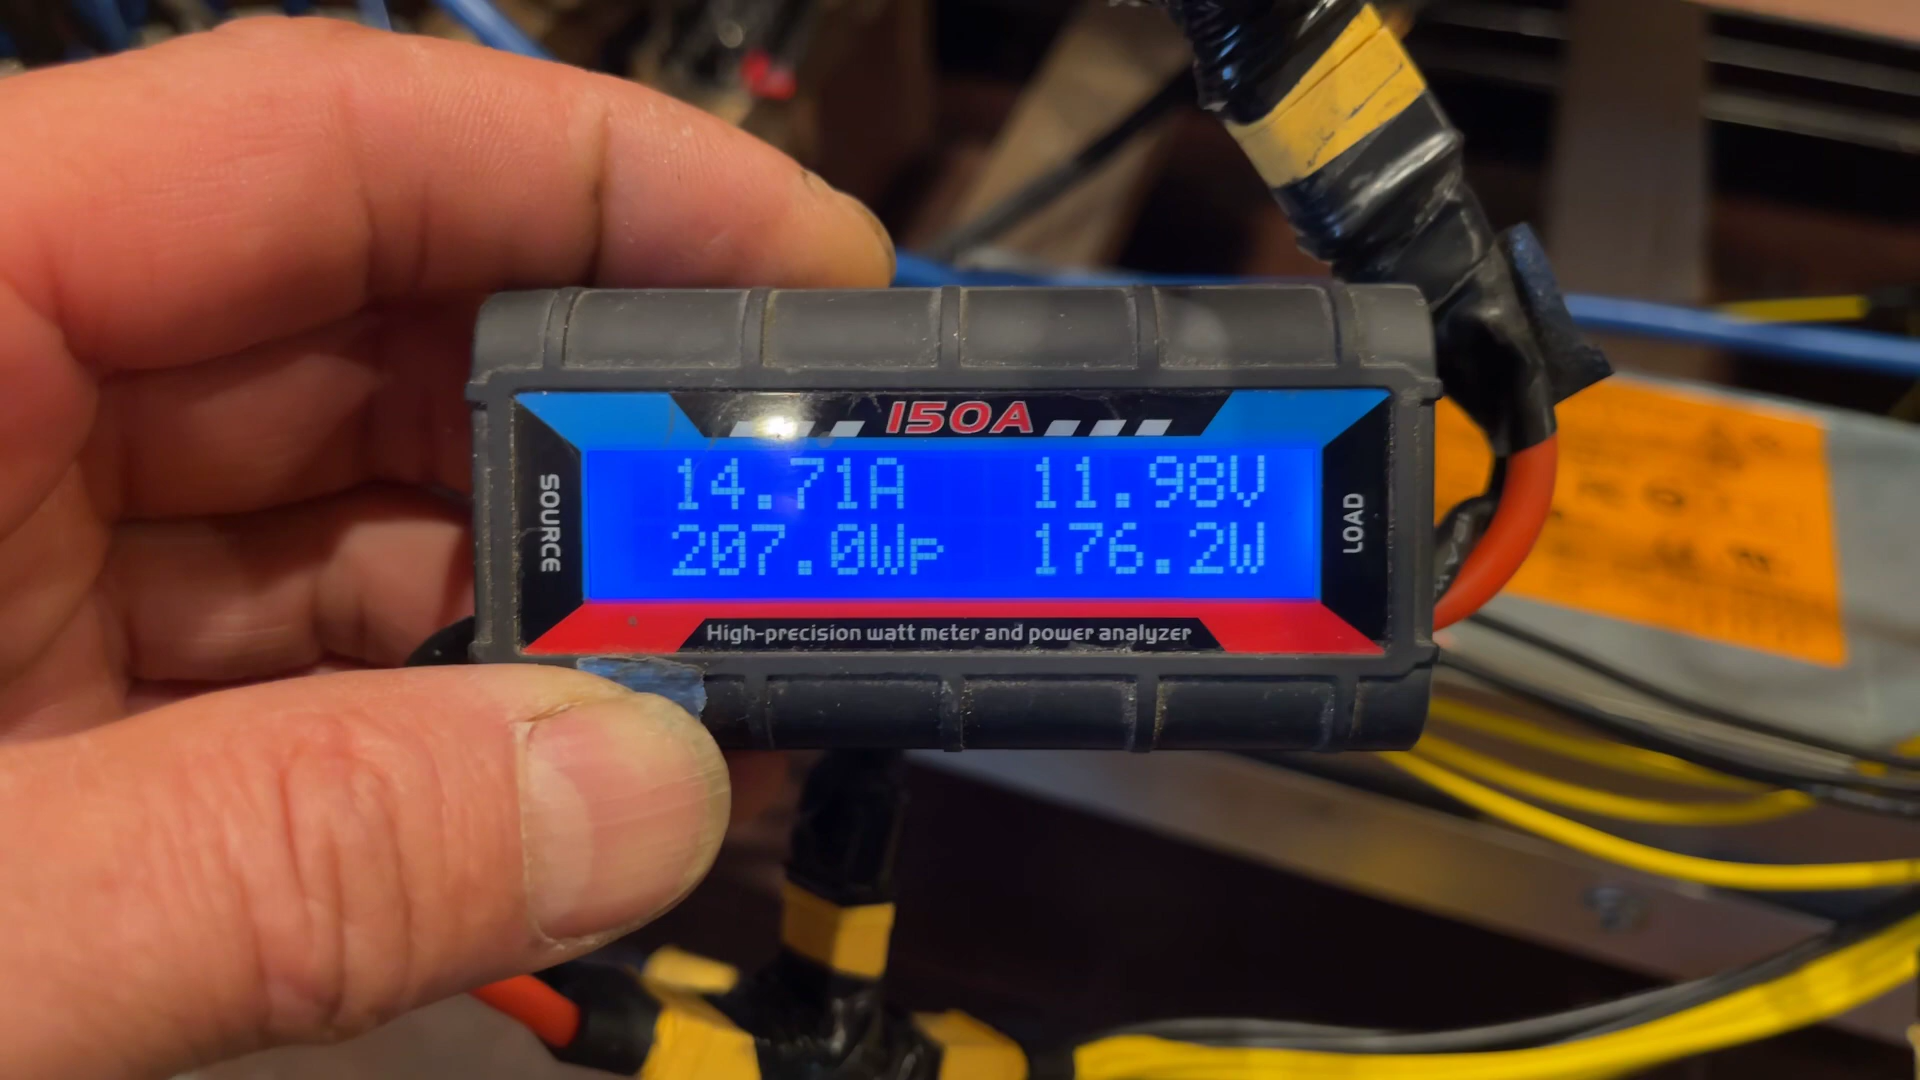 150A
SOURCE
14.71A 11.98V
207.0Wp 176.2W
LOAD
High-precision watt meter and power analyzer